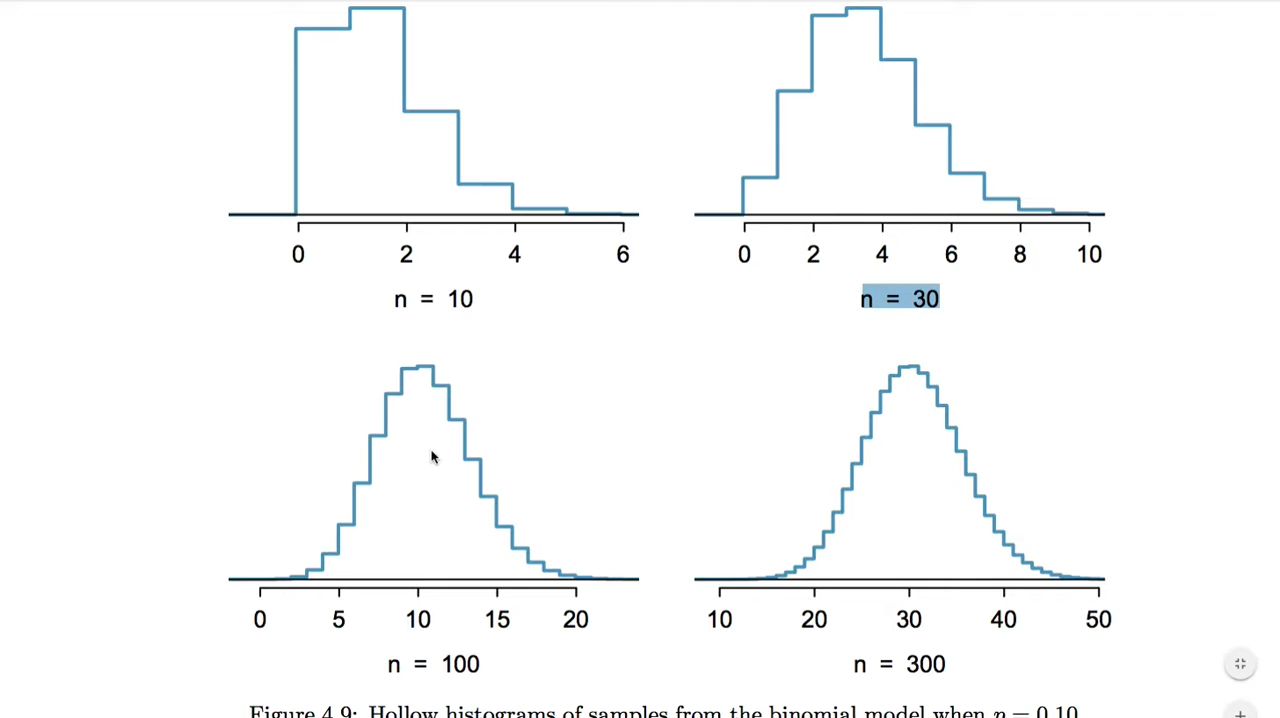 0 2 4 6
n = 10
0 2 4 6 8 10
n = 30
0 5 10 15 20
n = 100
10 20 30 40 50
n = 300
Figure 4.9: Hollow histograms of samples from the binomial model when p = 0.10